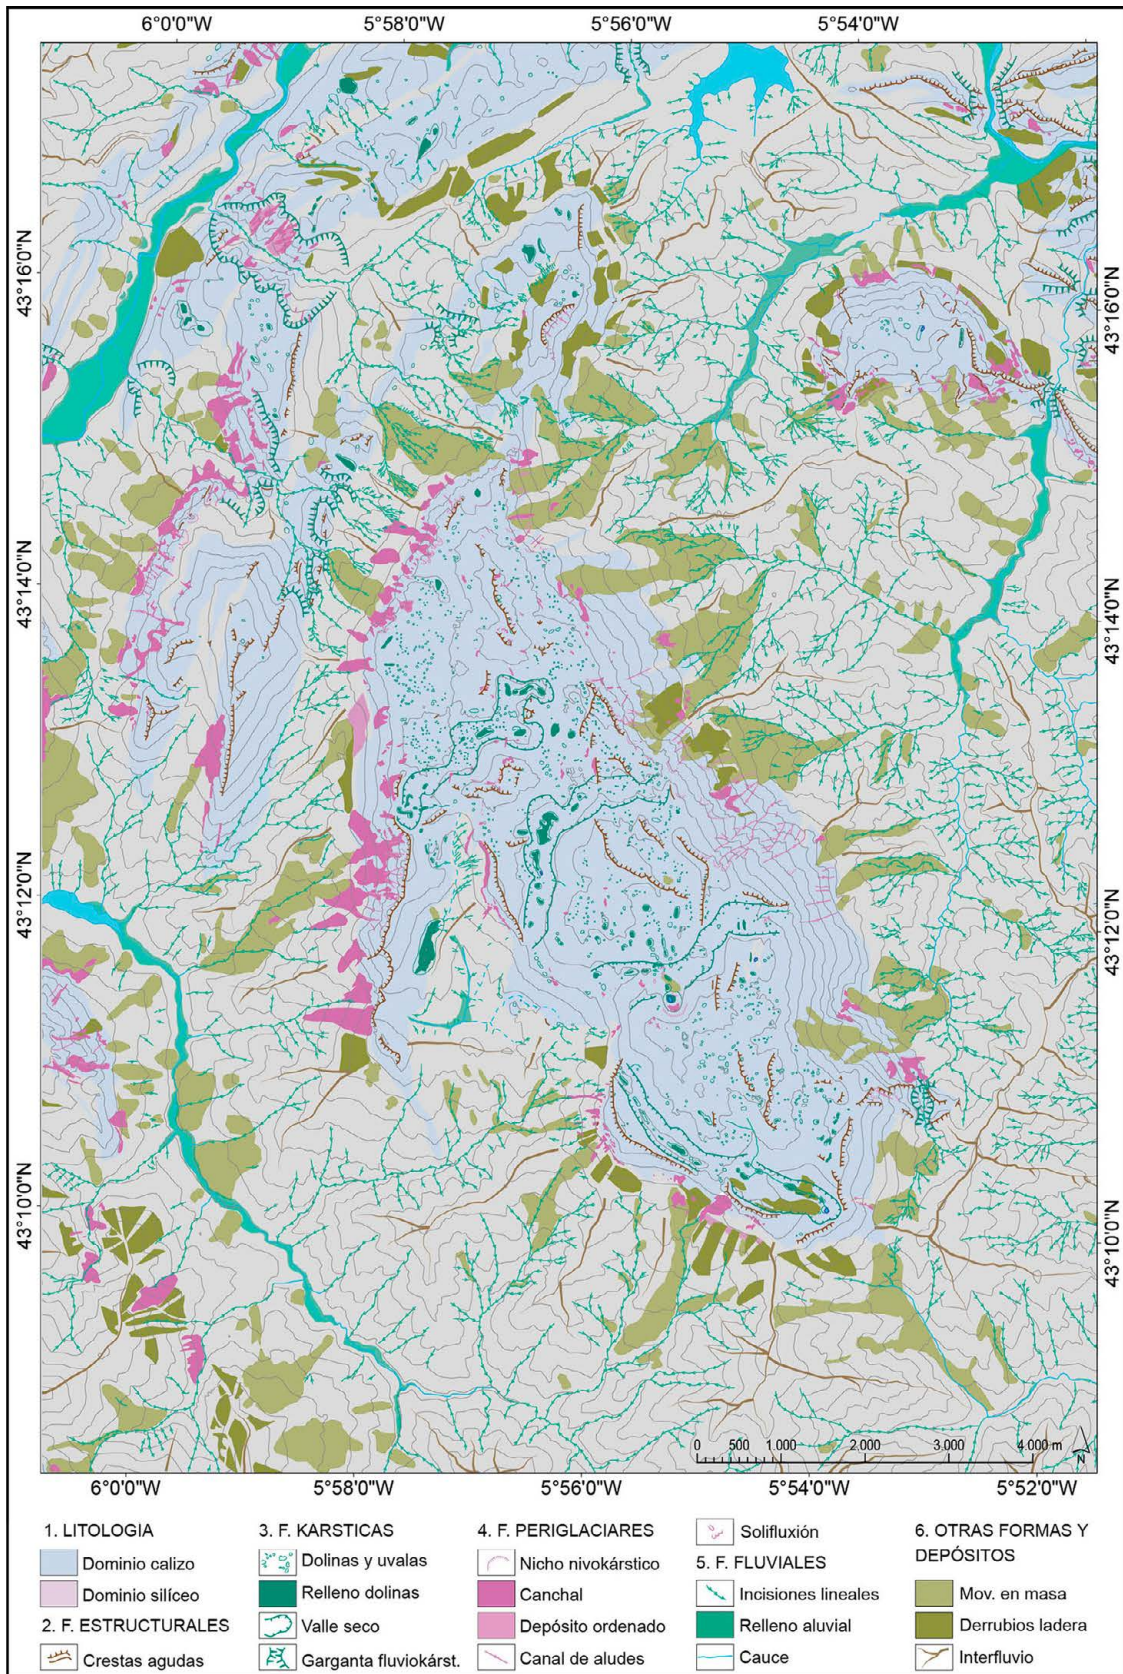 6°0'0"W 5°58'0"W 5°56'0"W 5°54'0"W
43°16'0"N
43°14'0"N
43°12'0"N
43°10'0"N
43°16'0"N
43°14'0"N
43°12'0"N
43°10'0"N
0 500 1.000 2.000 3.000 4.000 m
N
6°0'0"W 5°58'0"W 5°56'0"W 5°54'0"W 5°52'0"W
1. LITOLOGIA
Dominio calizo
Dominio silíceo
2. F. ESTRUCTURALES
Crestas agudas
3. F. KARSTICAS
Dolinas y uvalas
Relleno dolinas
Valle seco
Garganta fluviokárst.
4. F. PERIGLACIARES
Nicho nivokárstico
Canchal
Depósito ordenado
Canal de aludes
Solifluxión
5. F. FLUVIALES
Incisiones lineales
Relleno aluvial
Cauce
6. OTRAS FORMAS Y
DEPÓSITOS
Mov. en masa
Derrubios ladera
Interfluvio